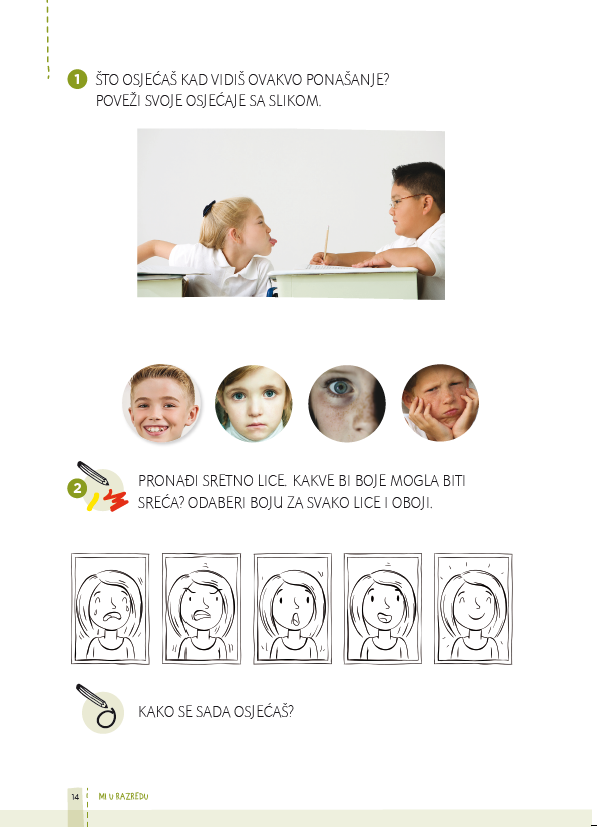 1 ŠTO OSJEĆAŠ KAD VIDIŠ OVAKVO PONAŠANJE?
POVEŽI SVOJE OSJEĆAJE SA SLIKOM.
2 PRONAĐI SRETNO LICE. KAKVE BI BOJE MOGLA BITI
SREĆA? ODABERI BOJU ZA SVAKO LICE I OBOJI.
KAKO SE SADA OSJEĆAŠ?
14 MI U RAZREDU